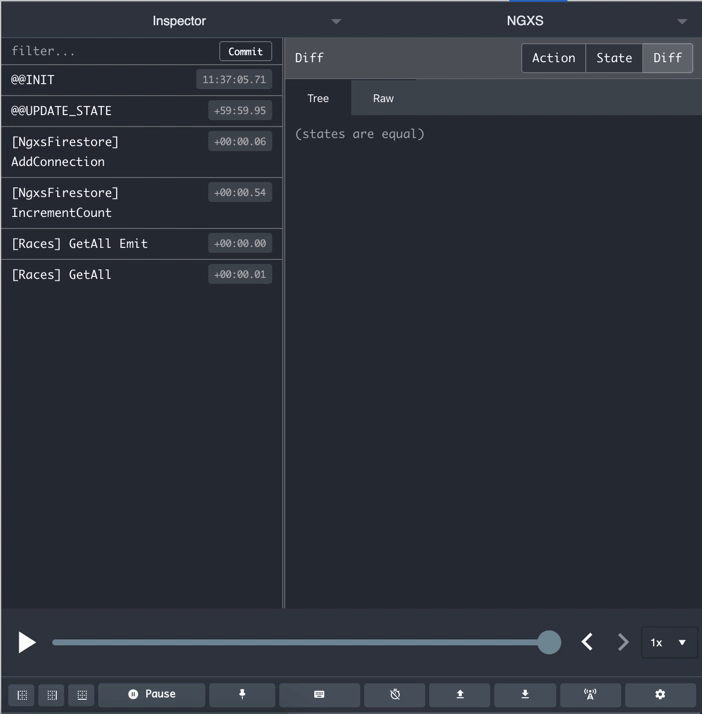 Inspector
NGXS
filter...
Commit
@@INIT
11:37:05.71
@@UPDATE_STATE
+59:59.95
[NgxsFirestore]
AddConnection
+00:00.06
[NgxsFirestore]
IncrementCount
+00:00.54
[Races] GetAll Emit
+00:00.00
[Races] GetAll
+00:00.01
Diff
Action
State
Diff
Tree
Raw
(states are equal)
1x
Pause